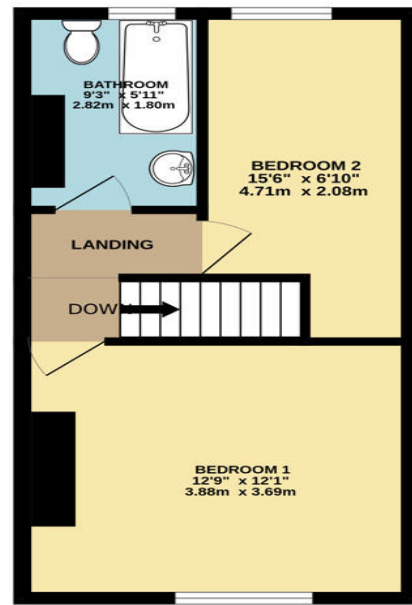 BATHROOM
9'3" x 5'11"
2.82m x 1.80m
BEDROOM 2
15'6" x 6'10"
4.71m x 2.08m
LANDING
DOWN
BEDROOM 1
12'9" x 12'1"
3.88m x 3.69m